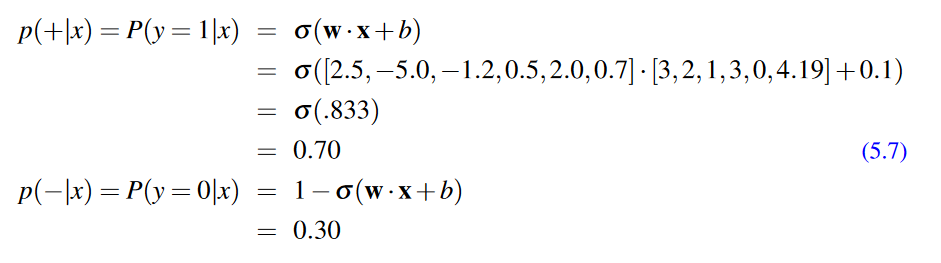 p(+|x) = P(y = 1|x) = σ(w · x + b)
= σ([2.5, −5.0, −1.2, 0.5, 2.0, 0.7] · [3, 2, 1, 3, 0, 4.19] + 0.1)
= σ(.833)
= 0.70 (5.7)
p(−|x) = P(y = 0|x) = 1 − σ(w · x + b)
= 0.30